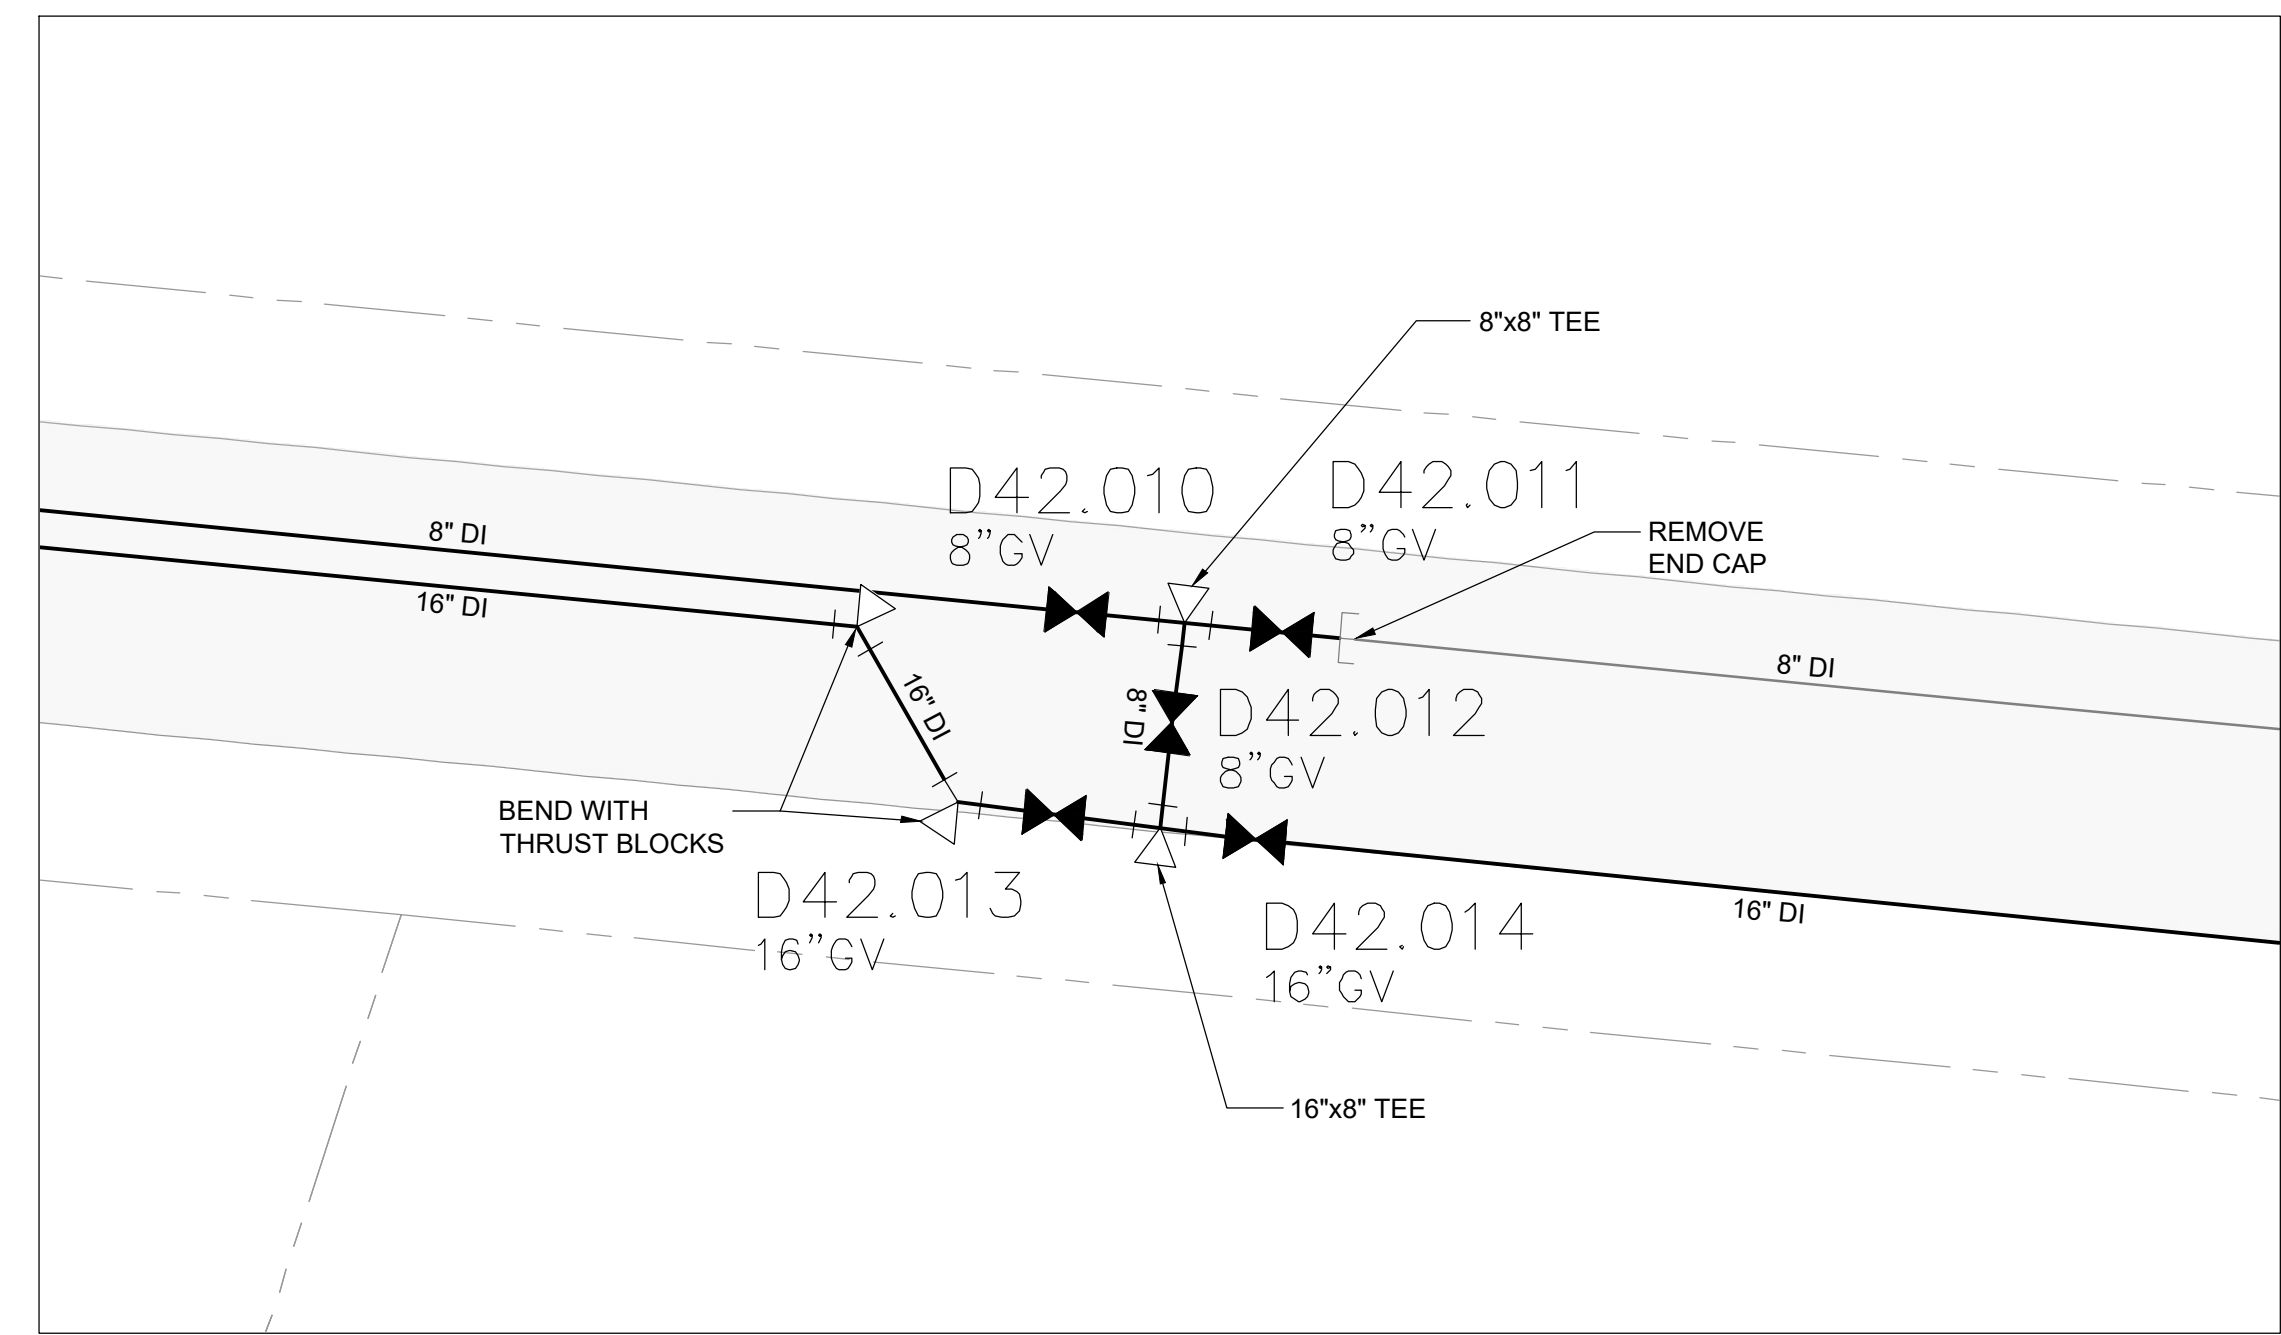 8"x8" TEE
D42.010
8”GV
D42.011
8”GV
8" DI
REMOVE
END CAP
16" DI
8" DI
16" DI
8" DI
D42.012
8”GV
BEND WITH
THRUST BLOCKS
D42.013
16”GV
D42.014
16”GV
16" DI
16"x8" TEE